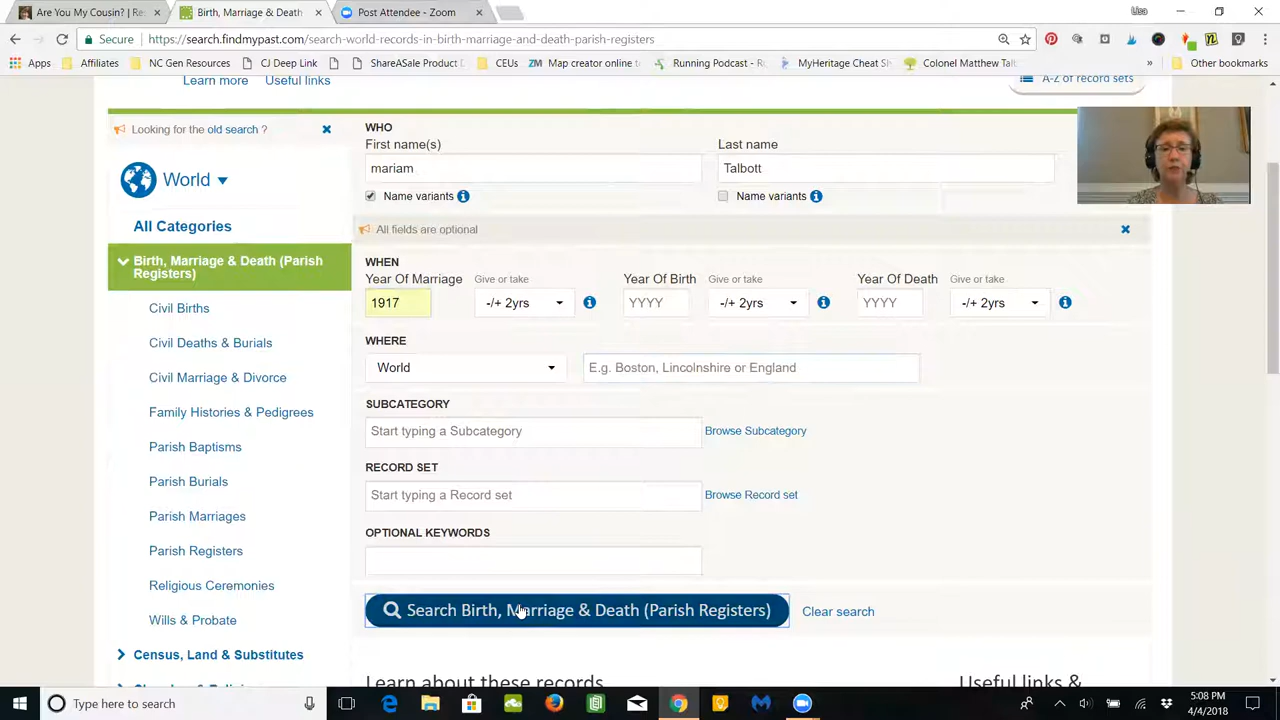 Are You My Cousin? | Re
Birth, Marriage & Death
Post Attendee - Zoom
Lisa
Secure
https://search.findmypast.com/search-world-records-in-birth-marriage-and-death-parish-registers
Apps
Affiliates
NC Gen Resources
CJ Deep Link
ShareASale Product
CEUs
ZM Map creator online
Running Podcast - R
MyHeritage Cheat Sh
Colonel Matthew Talb
»
Other bookmarks
Learn more
Useful links
A-Z of record sets
Looking for the old search ?
World
All Categories
Birth, Marriage & Death (Parish
Registers)
Civil Births
Civil Deaths & Burials
Civil Marriage & Divorce
Family Histories & Pedigrees
Parish Baptisms
Parish Burials
Parish Marriages
Parish Registers
Religious Ceremonies
Wills & Probate
Census, Land & Substitutes
WHO
First name(s)
Last name
mariam
Talbott
Name variants
Name variants
All fields are optional
WHEN
Year Of Marriage
Give or take
Year Of Birth
Give or take
Year Of Death
Give or take
1917
-/+ 2yrs
YYYY
-/+ 2yrs
YYYY
-/+ 2yrs
WHERE
World
E.g. Boston, Lincolnshire or England
SUBCATEGORY
Start typing a Subcategory
Browse Subcategory
RECORD SET
Start typing a Record set
Browse Record set
OPTIONAL KEYWORDS
Search Birth, Marriage & Death (Parish Registers)
Clear search
Learn about these records
Useful links &
Type here to search
5:08 PM
4/4/2018